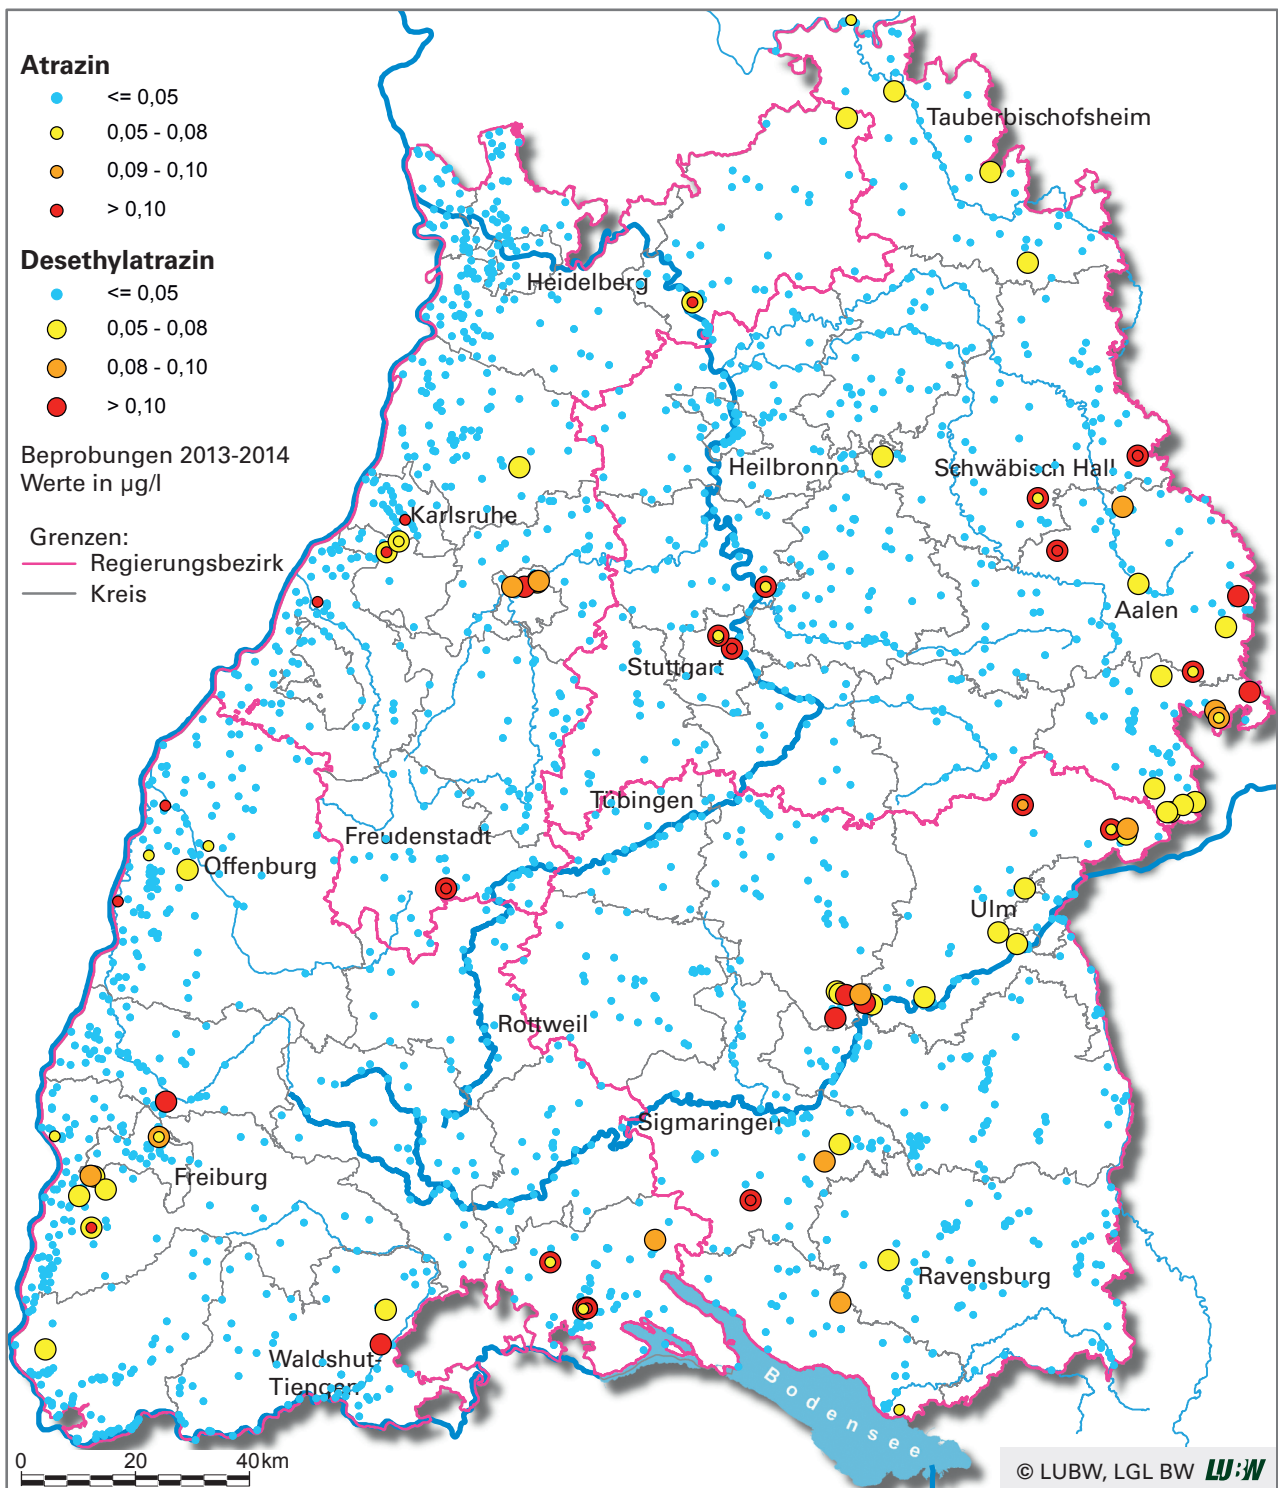 Atrazin
<= 0,05
0,05 - 0,08
0,09 - 0,10
> 0,10
Desethylatrazin
<= 0,05
0,05 - 0,08
0,08 - 0,10
> 0,10
Beprobungen 2013-2014
Werte in µg/l
Grenzen:
Regierungsbezirk
Kreis
Tauberbischofsheim
Heidelberg
Heilbronn
Schwäbisch Hall
Karlsruhe
Aalen
Stuttgart
Tübingen
Freudenstadt
Offenburg
Ulm
Rottweil
Sigmaringen
Freiburg
Ravensburg
Waldshut-
Tiengen
Bodensee
0 20 40 km
© LUBW, LGL BW LUBW